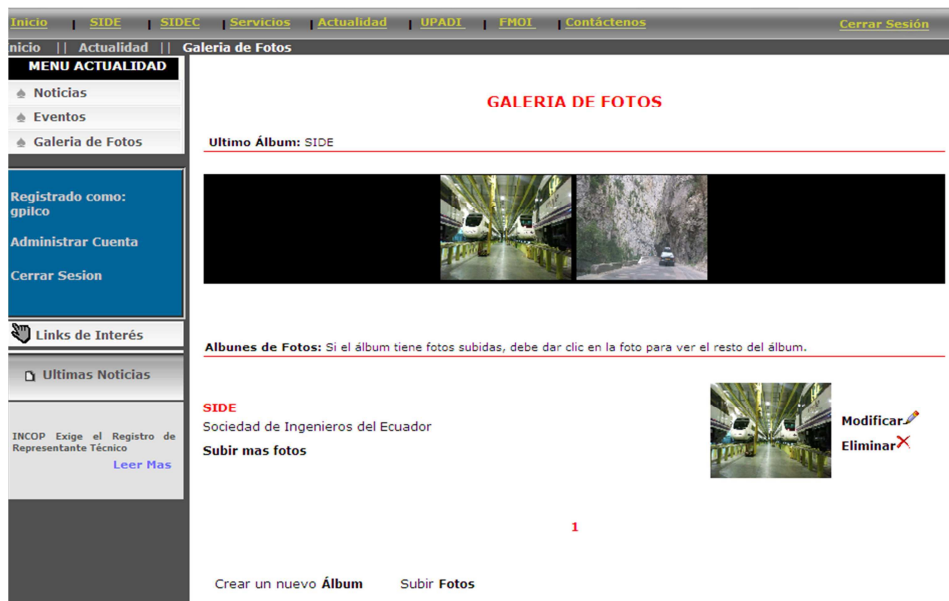 Inicio | SIDE | SIDEC | Servicios | Actualidad | UPADI | FMOI | Contáctenos Cerrar Sesión
nicio || Actualidad || Galeria de Fotos
MENU ACTUALIDAD
Noticias
Eventos
Galeria de Fotos
Registrado como:
gpilco
Administrar Cuenta
Cerrar Sesion
Links de Interés
Ultimas Noticias
INCOP Exige el Registro de
Representante Técnico
Leer Mas
GALERIA DE FOTOS
Ultimo Álbum: SIDE
Albunes de Fotos: Si el álbum tiene fotos subidas, debe dar clic en la foto para ver el resto del álbum.
SIDE
Sociedad de Ingenieros del Ecuador
Subir mas fotos
Modificar
Eliminar
1
Crear un nuevo Álbum Subir Fotos